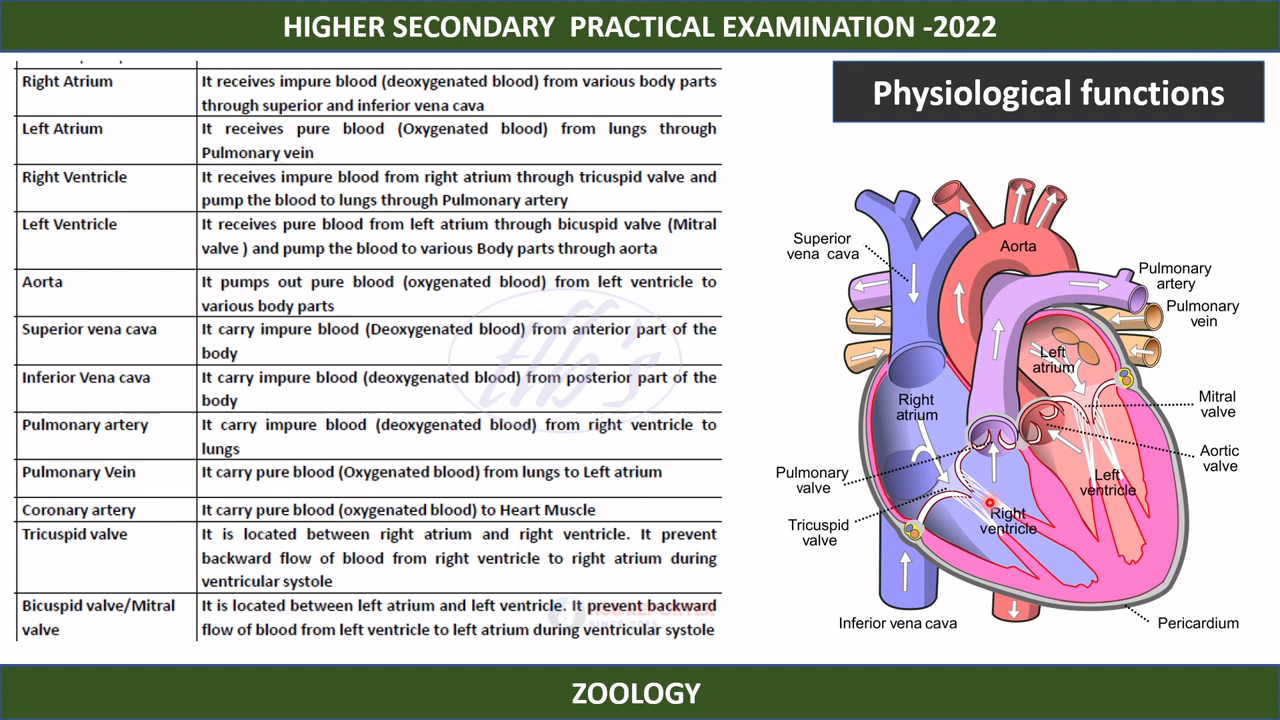 HIGHER SECONDARY PRACTICAL EXAMINATION -2022
Right Atrium
It receives impure blood (deoxygenated blood) from various body parts
through superior and inferior vena cava
Left Atrium
It receives pure blood (Oxygenated blood) from lungs through
Pulmonary vein
Right Ventricle
It receives impure blood from right atrium through tricuspid valve and
pump the blood to lungs through Pulmonary artery
Left Ventricle
It receives pure blood from left atrium through bicuspid valve (Mitral
valve ) and pump the blood to various Body parts through aorta
Aorta
It pumps out pure blood (oxygenated blood) from left ventricle to
various body parts
Superior vena cava
It carry impure blood (Deoxygenated blood) from anterior part of the
body
Inferior Vena cava
It carry impure blood (deoxygenated blood) from posterior part of the
body
Pulmonary artery
It carry impure blood (deoxygenated blood) from right ventricle to
lungs
Pulmonary Vein
It carry pure blood (Oxygenated blood) from lungs to Left atrium
Coronary artery
It carry pure blood (oxygenated blood) to Heart Muscle
Tricuspid valve
It is located between right atrium and right ventricle. It prevent
backward flow of blood from right ventricle to right atrium during
ventricular systole
Bicuspid valve/Mitral
valve
It is located between left atrium and left ventricle. It prevent backward
flow of blood from left ventricle to left atrium during ventricular systole
Physiological functions
Superior
vena cava
Aorta
Pulmonary
artery
Pulmonary
vein
Left
atrium
Right
atrium
Mitral
valve
Aortic
valve
Pulmonary
valve
Left
ventricle
Tricuspid
valve
Right
ventricle
Inferior vena cava
Pericardium
ZOOLOGY